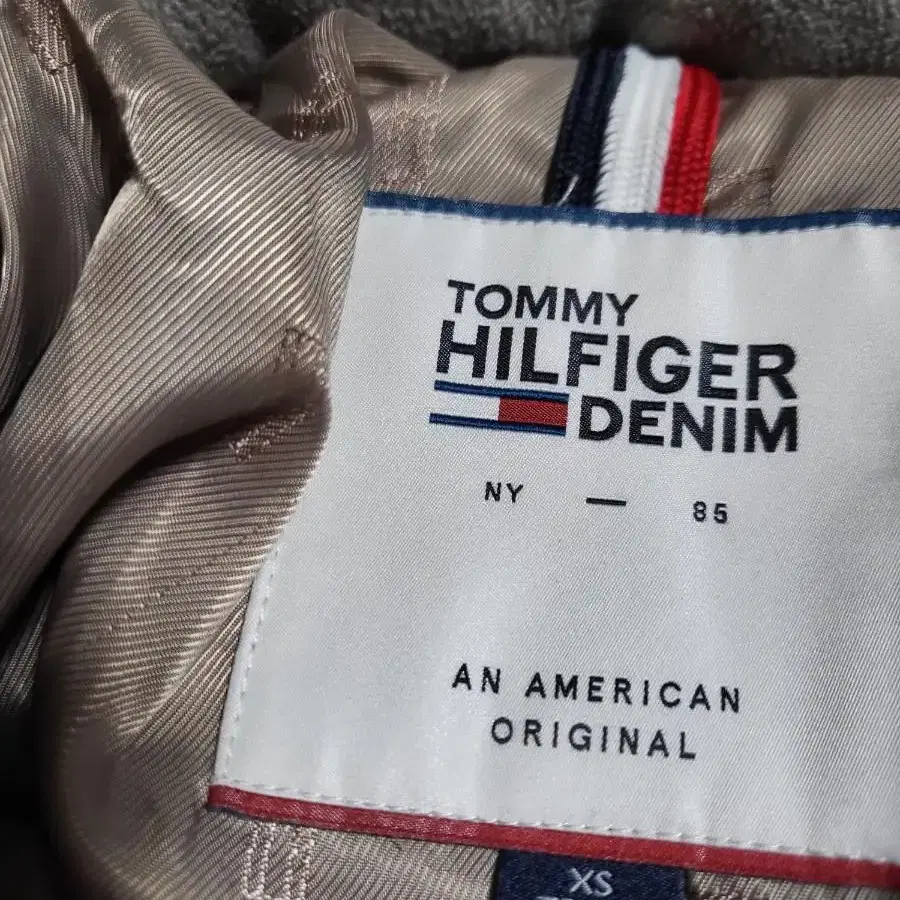 TOMMY
HILFIGER
DENIM
NY — 85
AN AMERICAN
ORIGINAL
XS